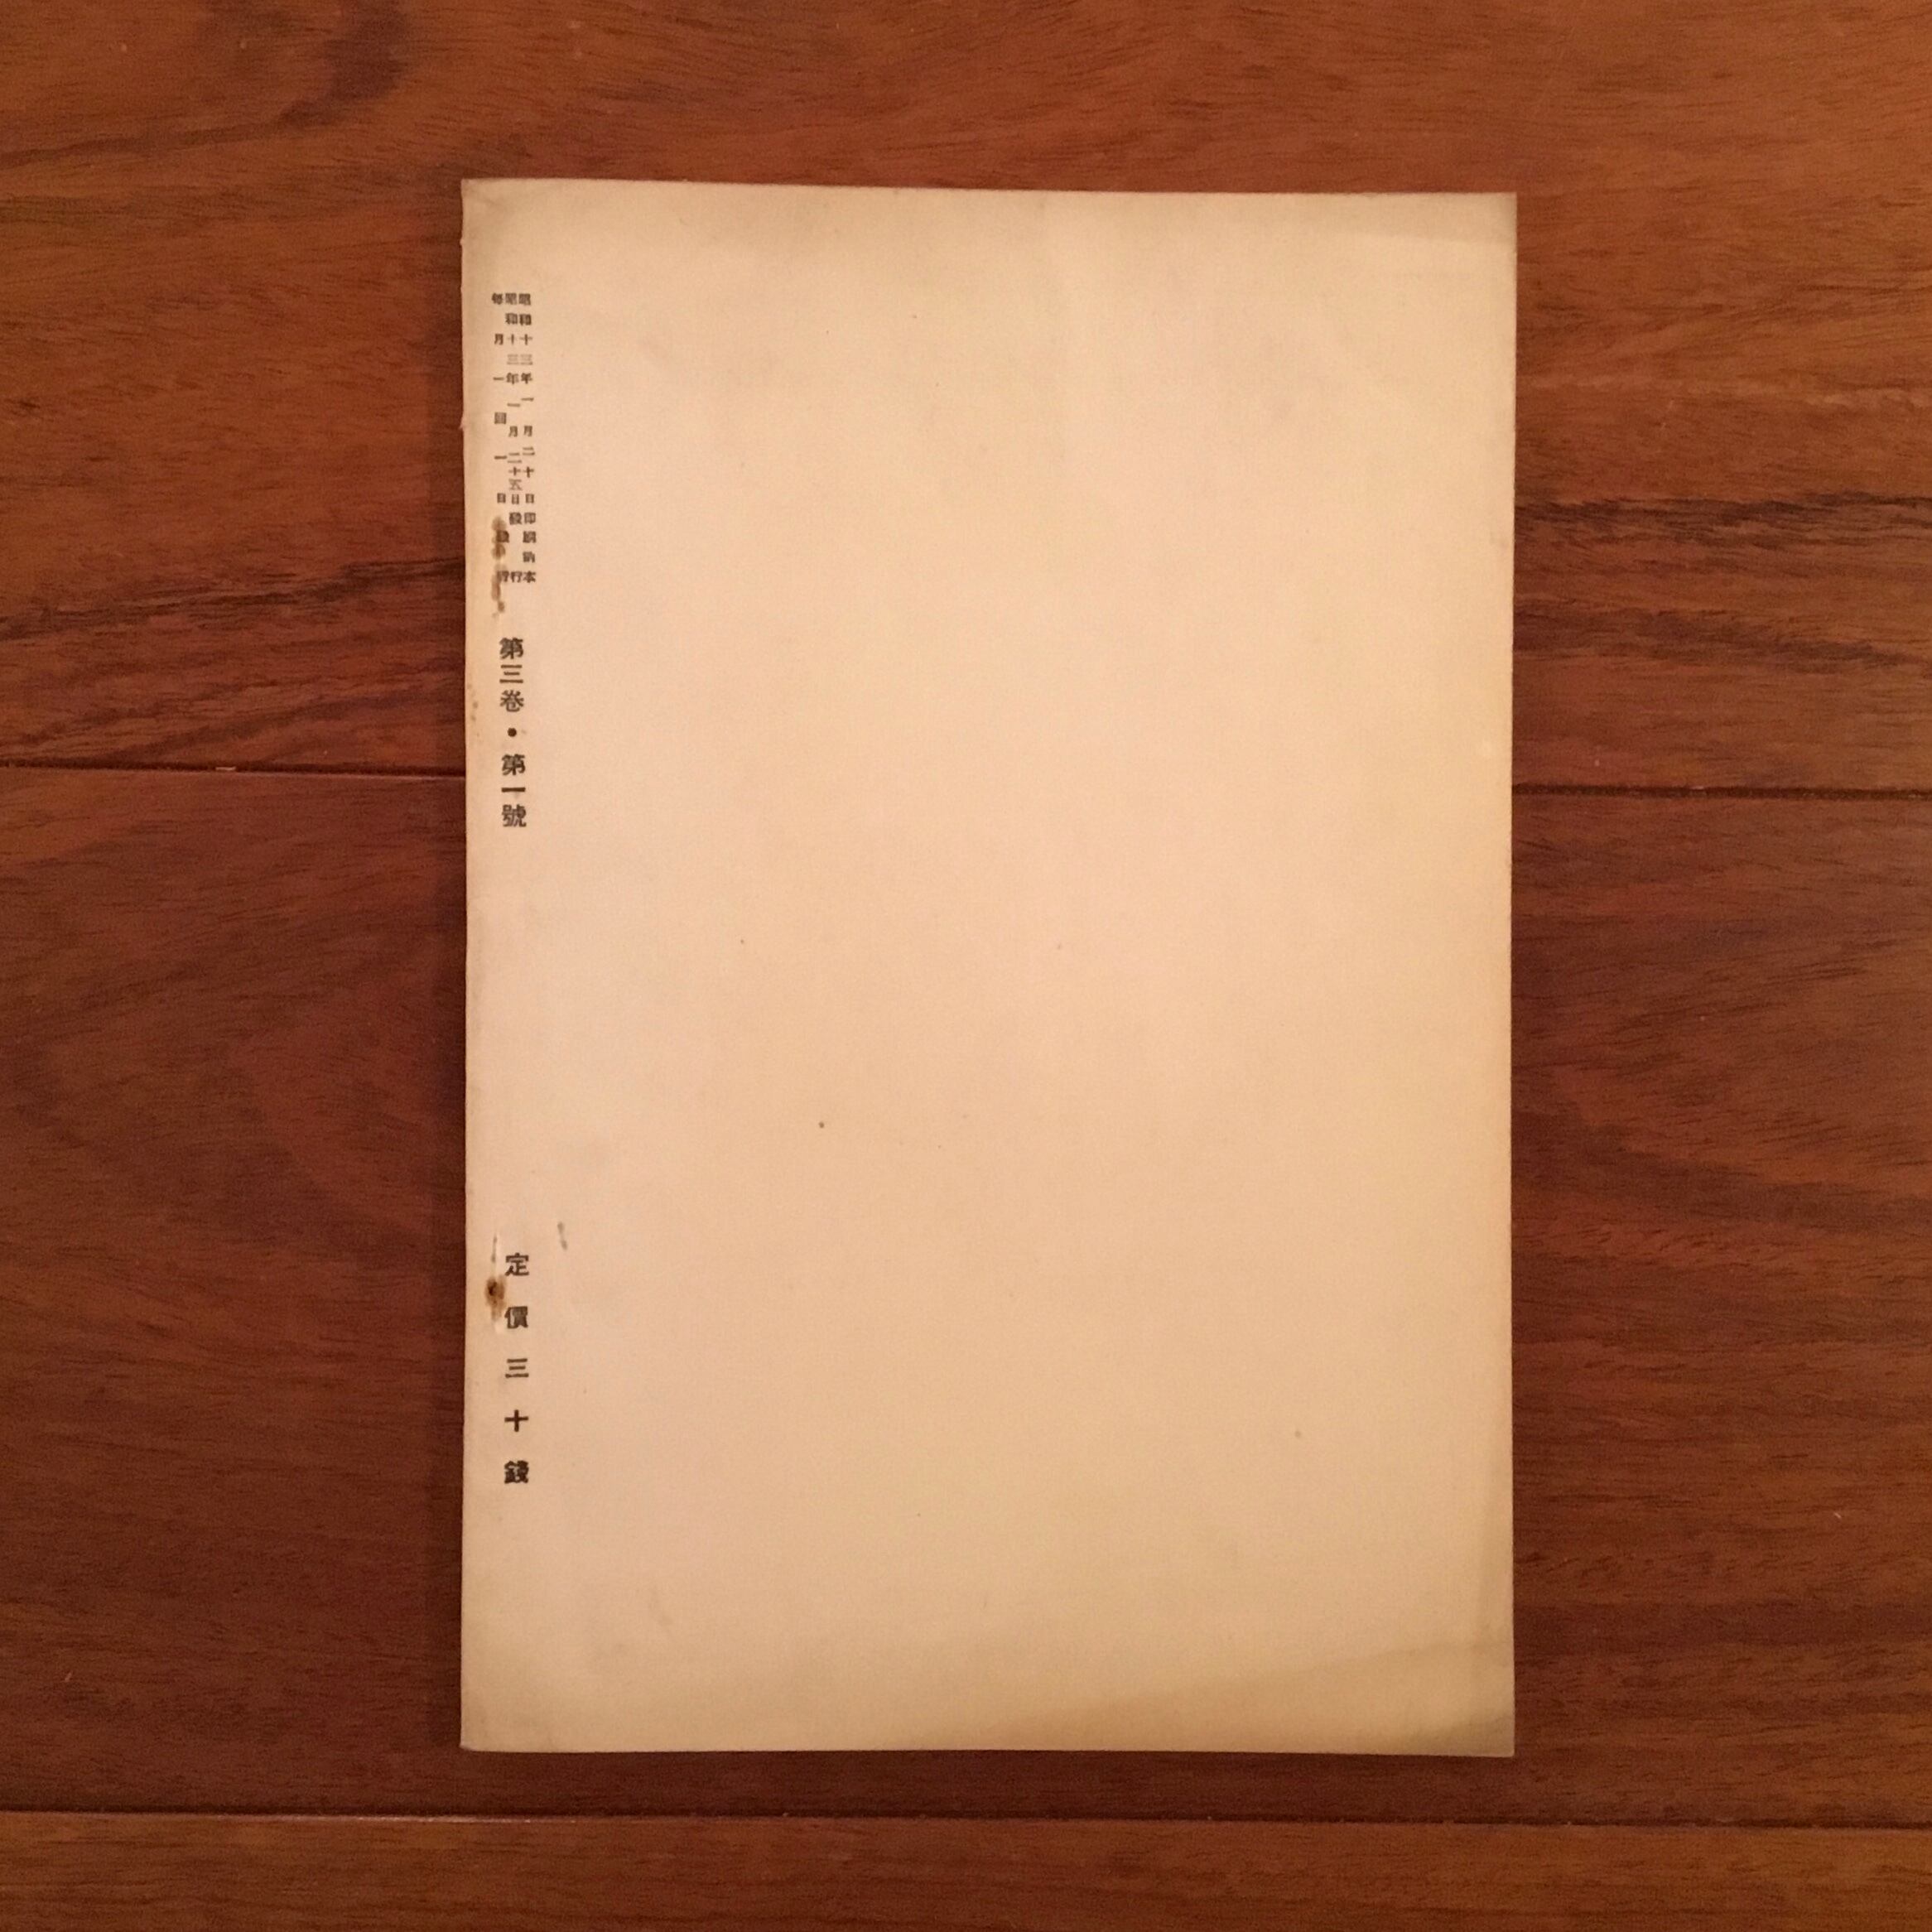 昭和十三年一月二十日印刷納本
昭和十三年一月二十五日發行
每月一回一日發行
第三卷・第一號
定價三十錢